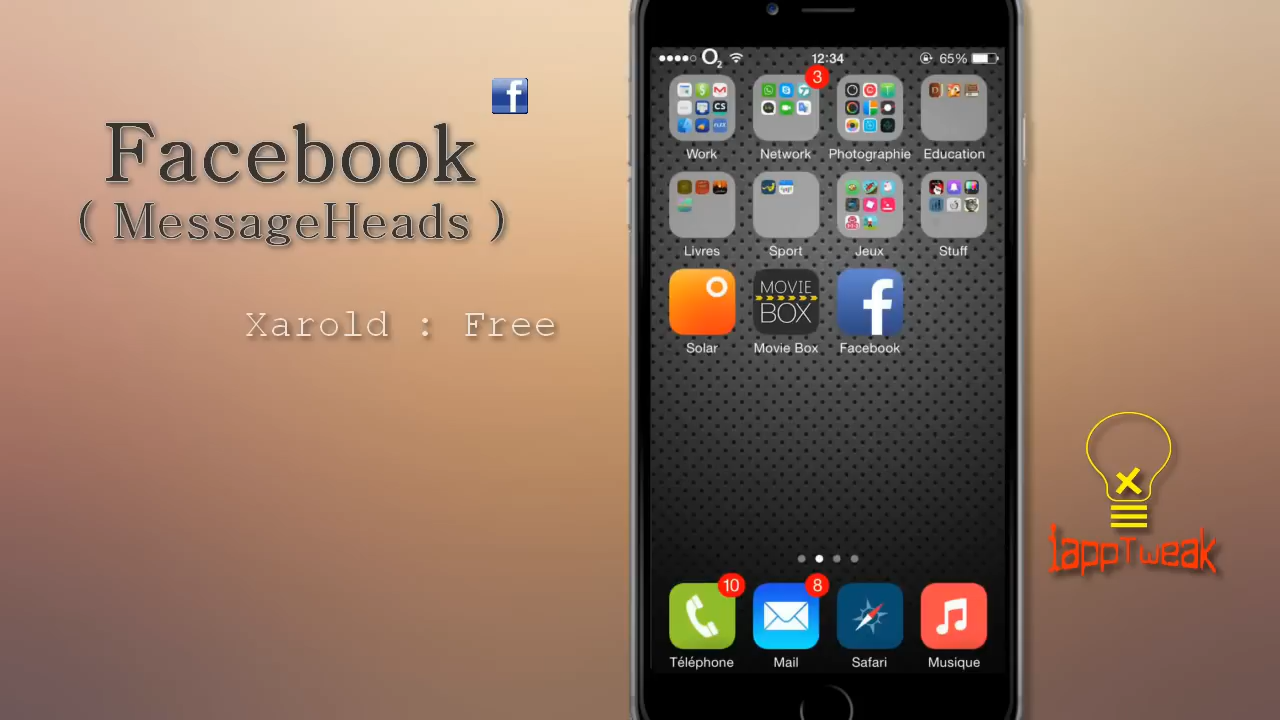 Facebook
( MessageHeads )
Xarold : Free
O2 12:34 65%
3
Work Network Photographie Education
Livres Sport Jeux Stuff
MOVIE
BOX
Solar Movie Box Facebook
iappTweak
10 8
Téléphone Mail Safari Musique